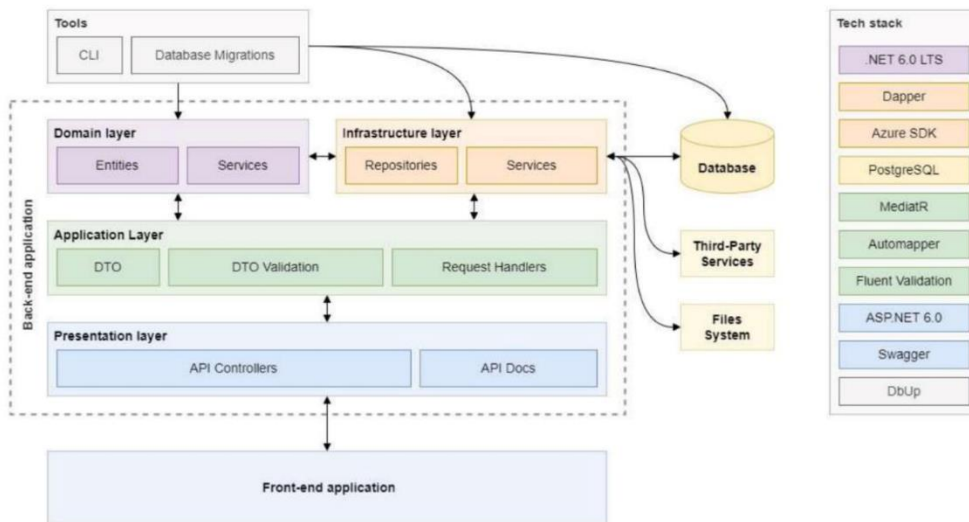 Tools
CLI
Database Migrations
Back-end application
Domain layer
Entities
Services
Infrastructure layer
Repositories
Services
Database
Application Layer
DTO
DTO Validation
Request Handlers
Third-Party
Services
Files
System
Presentation layer
API Controllers
API Docs
Front-end application
Tech stack
.NET 6.0 LTS
Dapper
Azure SDK
PostgreSQL
MediatR
Automapper
Fluent Validation
ASP.NET 6.0
Swagger
DbUp